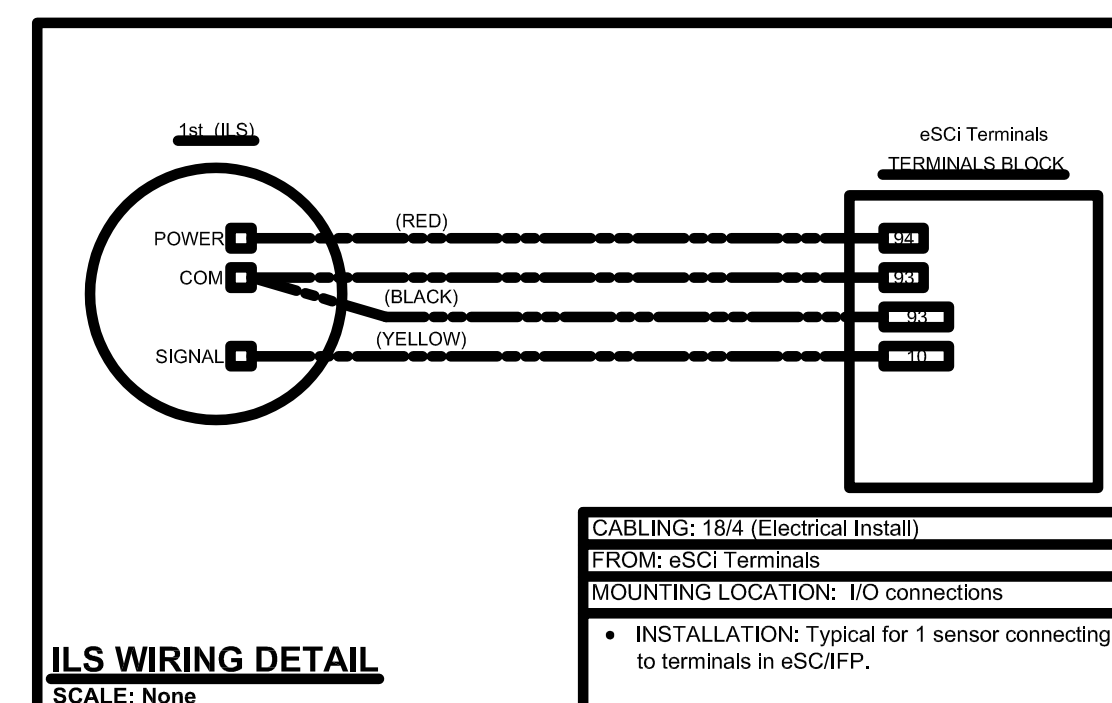 1st (ILS)
eSCi Terminals
TERMINALS BLOCK
POWER
(RED)
94
COM
93
(BLACK)
93
(YELLOW)
SIGNAL
10
CABLING: 18/4 (Electrical Install)
FROM: eSCi Terminals
MOUNTING LOCATION: I/O connections
• INSTALLATION: Typical for 1 sensor connecting
to terminals in eSC/IFP.
ILS WIRING DETAIL
SCALE: None